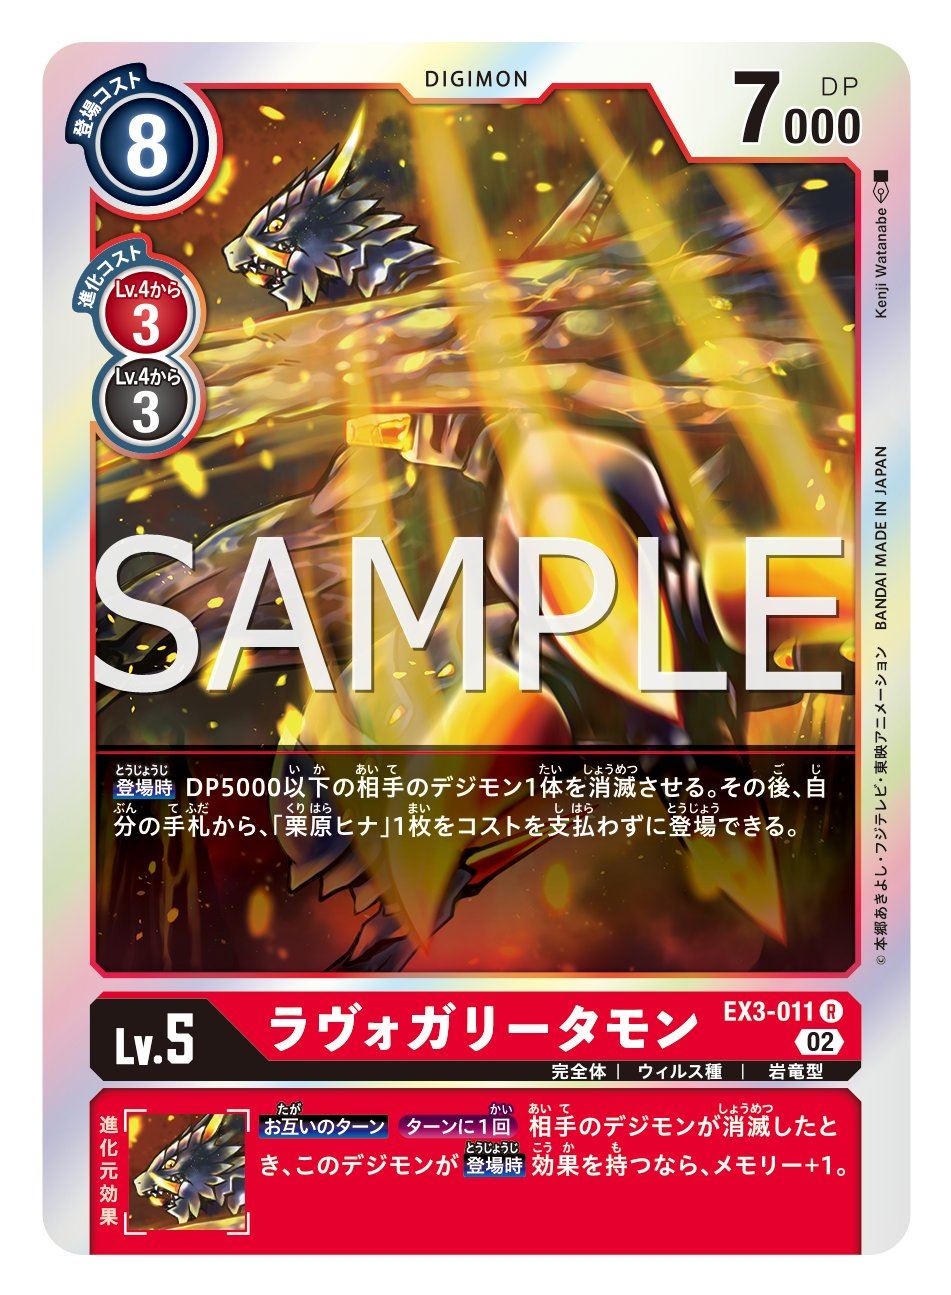 登場コスト
8
DIGIMON
7000
DP
進化コスト
Lv.4から
3
Lv.4から
3
Kenji Watanabe
BANDAI MADE IN JAPAN
©本郷あきよし・フジテレビ・東映アニメーション
SAMPLE
登場時 DP5000以下の相手のデジモン1体を消滅させる。その後、自
分の手札から、「栗原ヒナ」1枚をコストを支払わずに登場できる。
Lv.5
ラヴォガリータモン
EX3-011 R
02
完全体 | ウィルス種 | 岩竜型
進化元効果
お互いのターン ターンに1回 相手のデジモンが消滅したと
き、このデジモンが 登場時 効果を持つなら、メモリー+1。